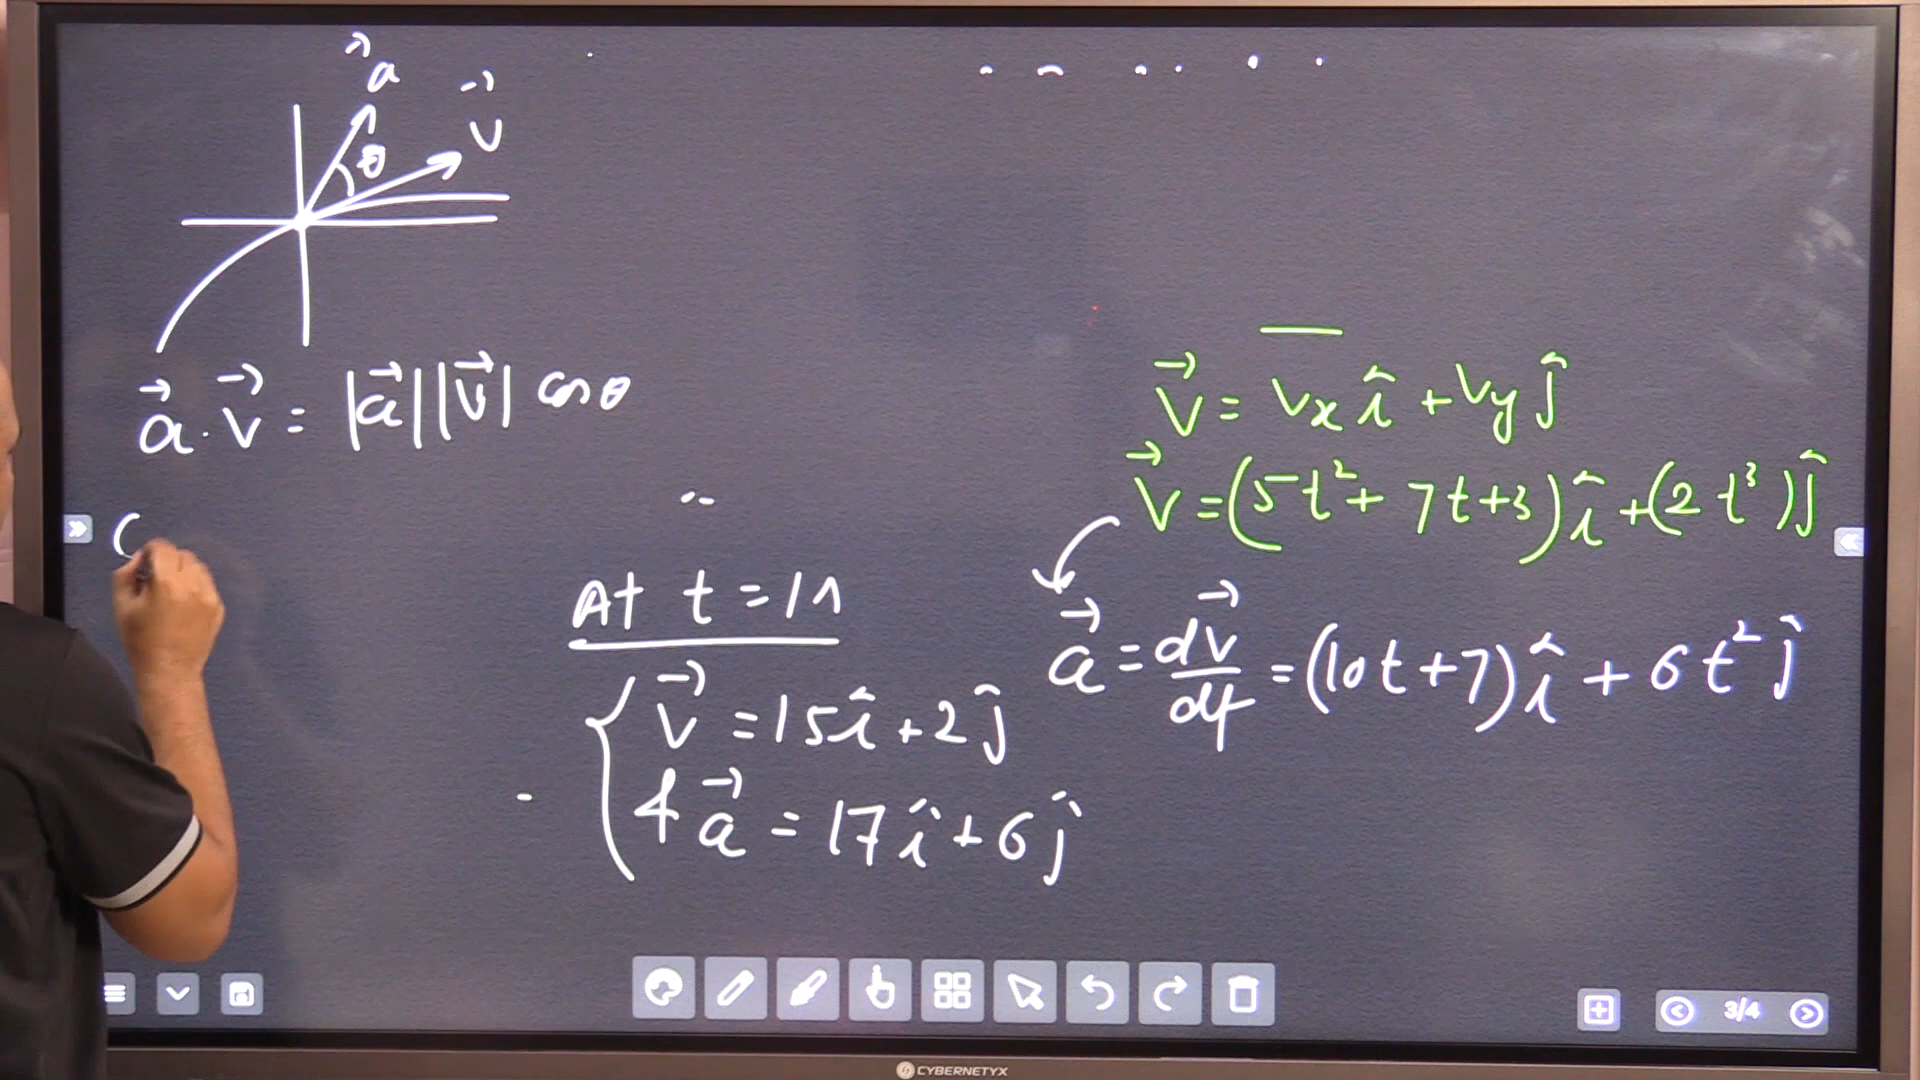 a⃗
v⃗
θ
a⃗ . v⃗ = |a⃗||v⃗| cosθ
(
v⃗ = vx î + vy ĵ
v⃗ = (5t² + 7t + 3) î + (2t³) ĵ
At t = 1s
a⃗ = dv⃗/dt = (10t + 7) î + 6t² ĵ
v⃗ = 15î + 2ĵ
& a⃗ = 17î + 6ĵ
3/4
CYBERNETYX